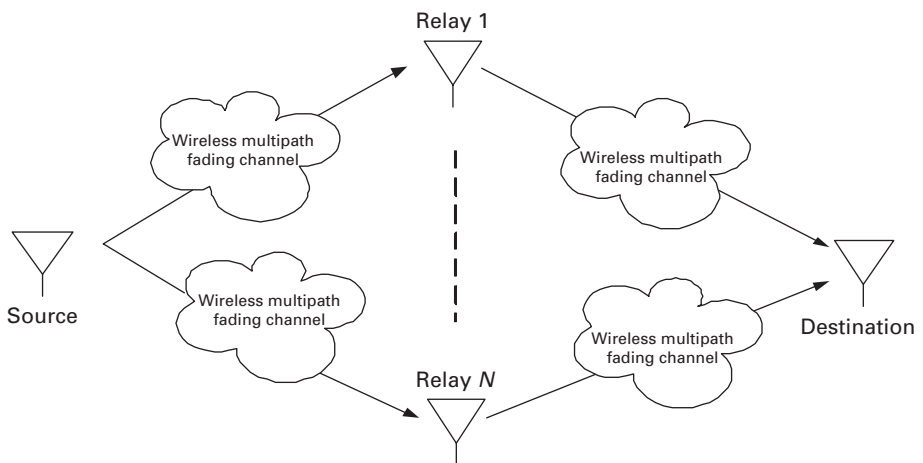 Relay 1
Wireless multipath
fading channel
Wireless multipath
fading channel
Source
Wireless multipath
fading channel
Wireless multipath
fading channel
Destination
Relay N